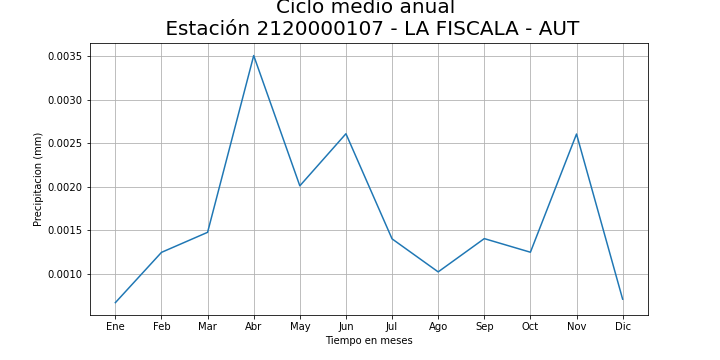 Ciclo medio anual
Estación 2120000107 - LA FISCALA - AUT
0.0035
0.0030
0.0025
0.0020
0.0015
0.0010
Precipitacion (mm)
Ene Feb Mar Abr May Jun Jul Ago Sep Oct Nov Dic
Tiempo en meses